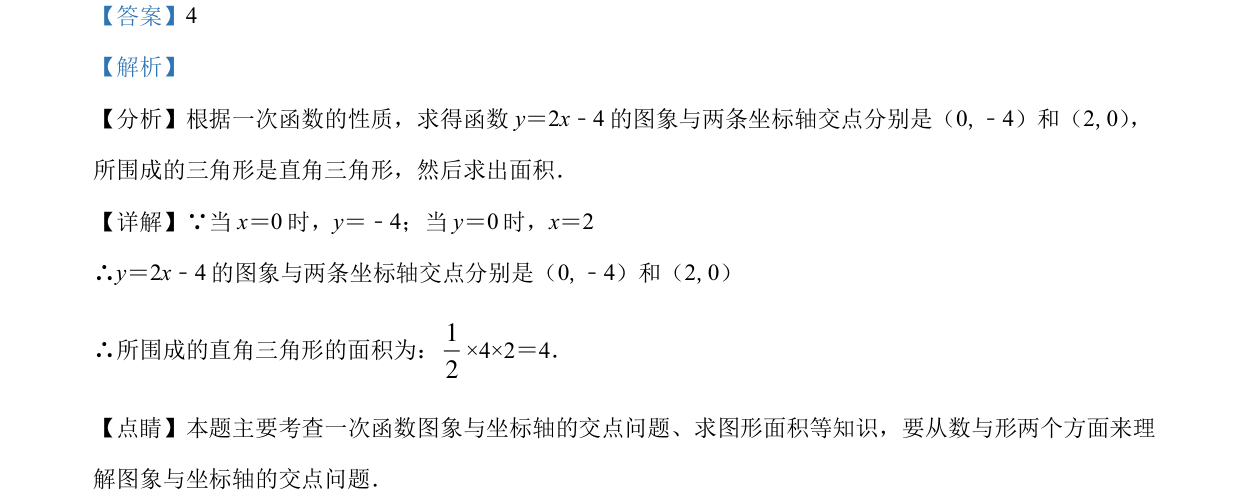 【答案】4
【解析】
【分析】根据一次函数的性质，求得函数 y＝2x﹣4 的图象与两条坐标轴交点分别是（0, ﹣4）和（2, 0），
所围成的三角形是直角三角形，然后求出面积．
【详解】∵当 x＝0 时，y＝﹣4；当 y＝0 时，x＝2
∴y＝2x﹣4 的图象与两条坐标轴交点分别是（0, ﹣4）和（2, 0）
∴所围成的直角三角形的面积为：1/2 ×4×2＝4．
【点睛】本题主要考查一次函数图象与坐标轴的交点问题、求图形面积等知识，要从数与形两个方面来理
解图象与坐标轴的交点问题．